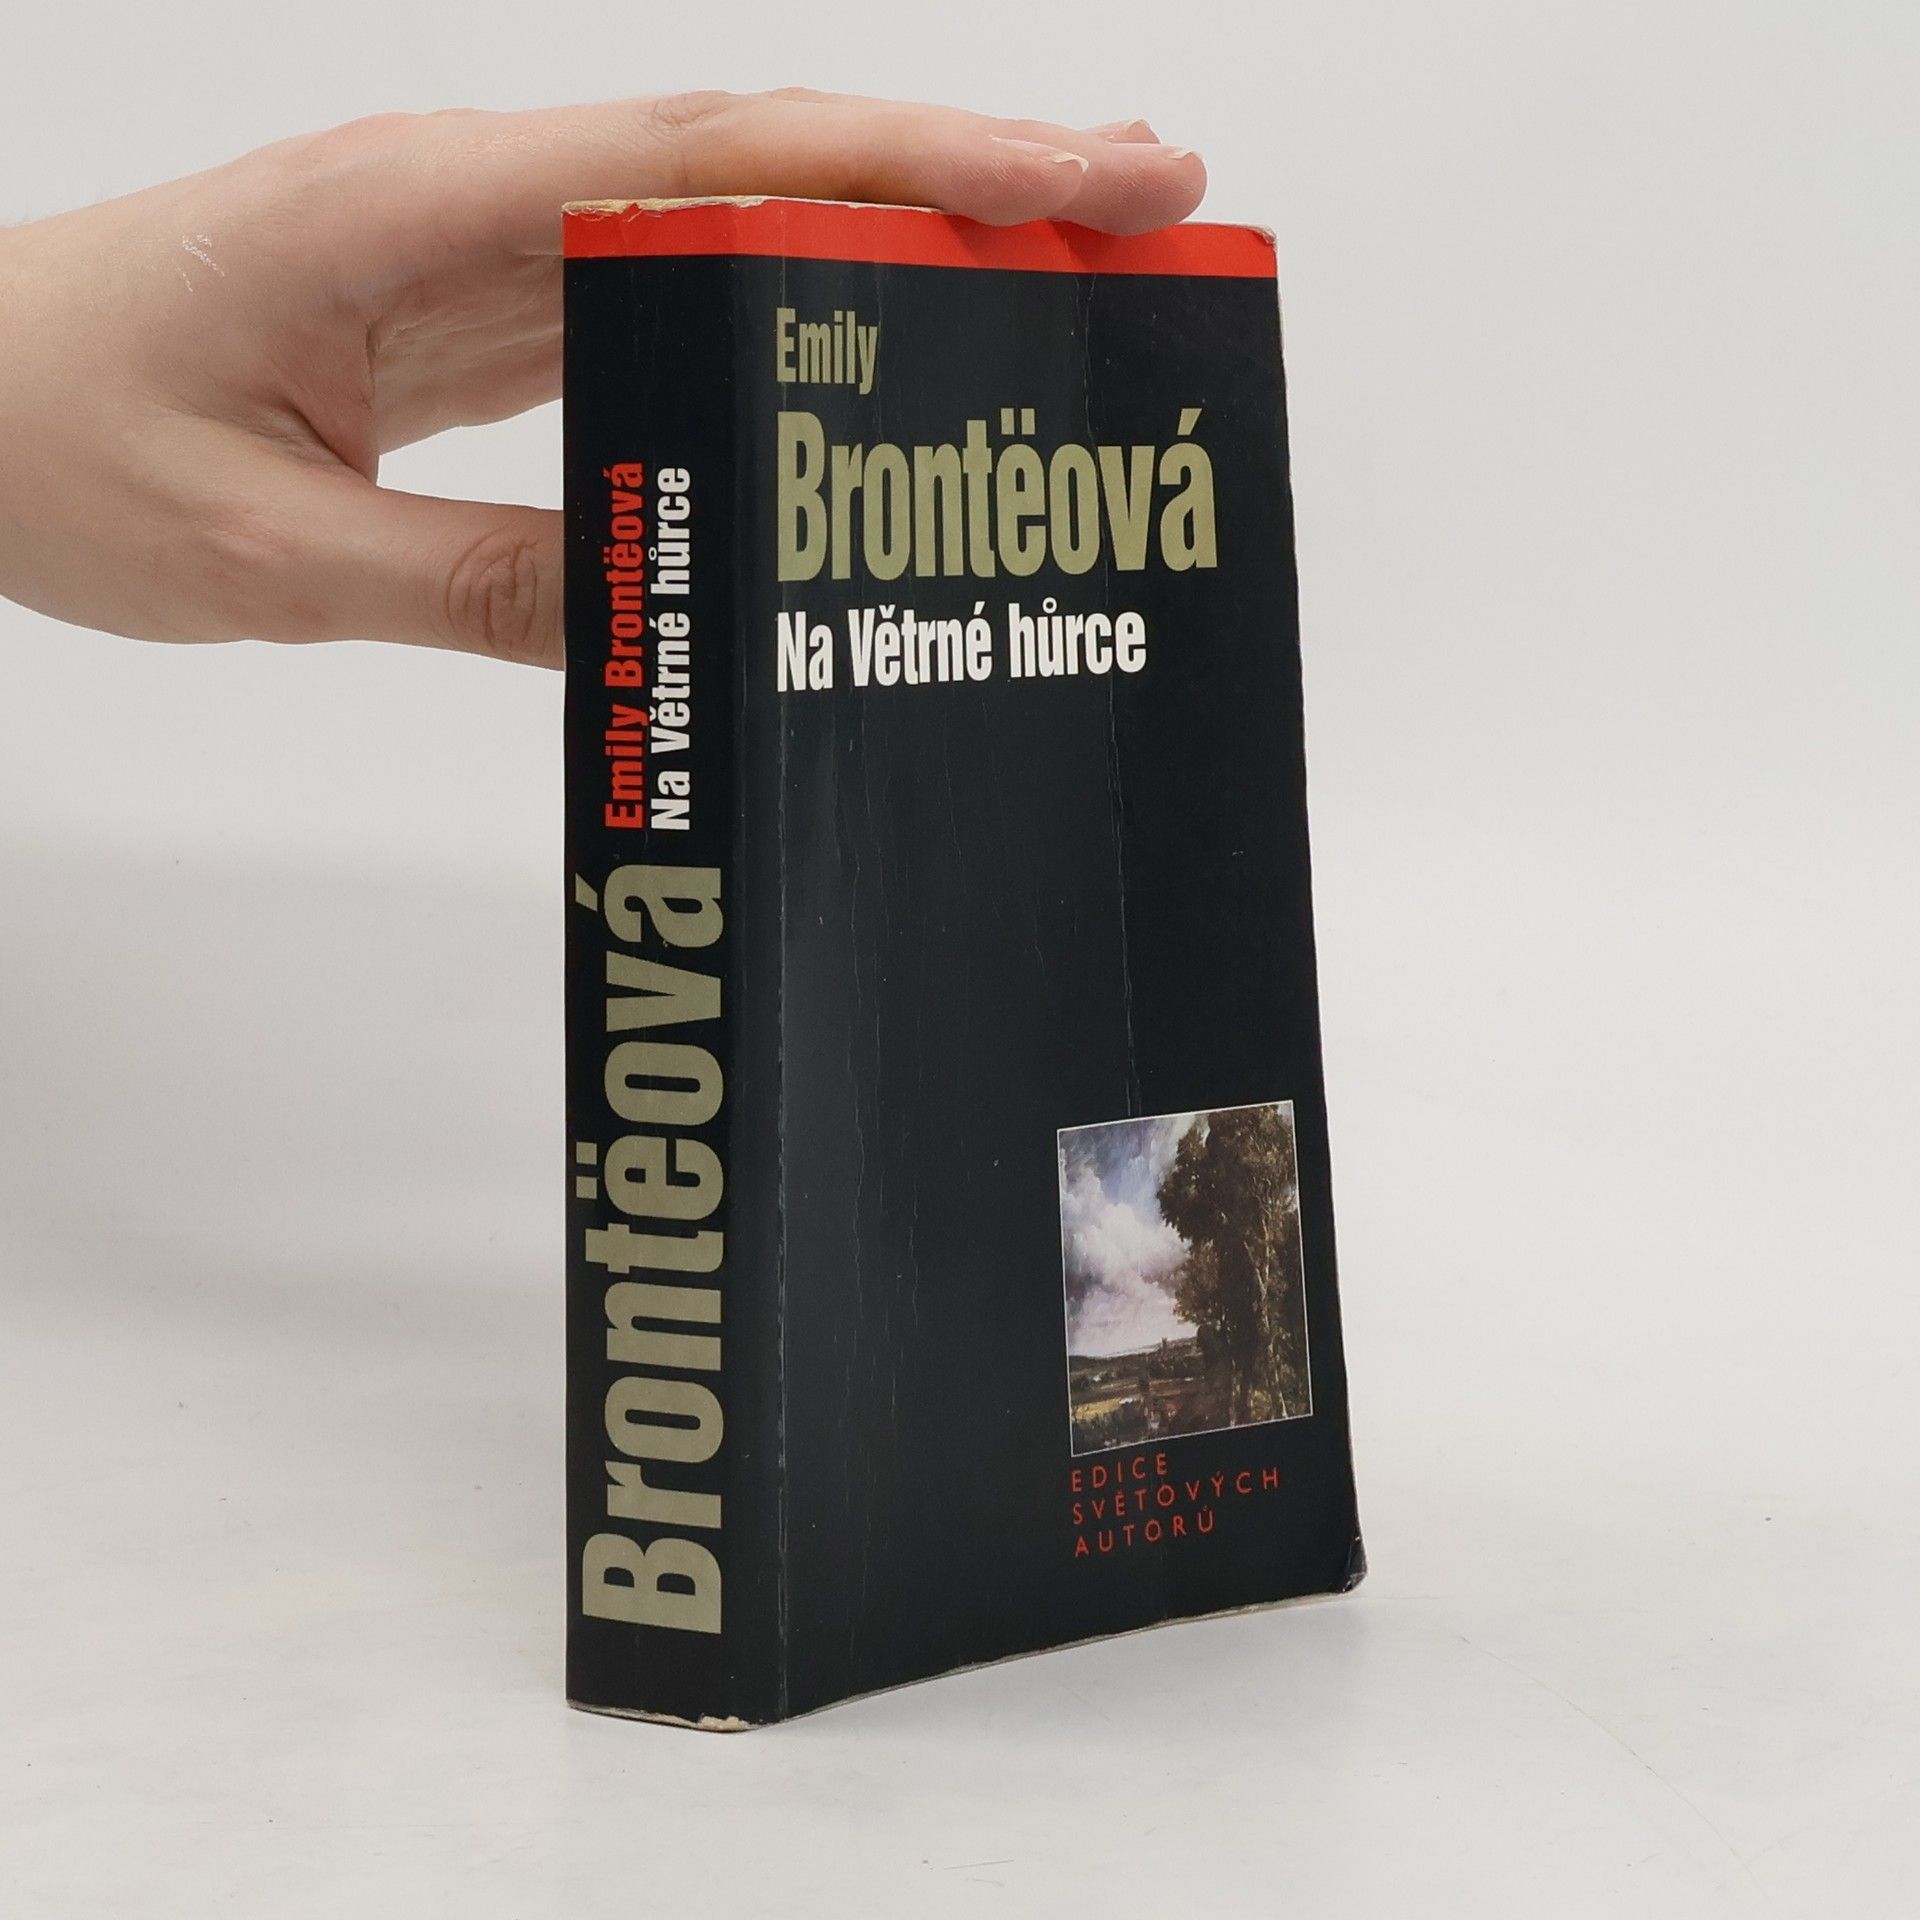 Emily
Brontëová
Na Větrné hůrce
EDICE
SVĚTOVÝCH
AUTORŮ
Emily Brontëová
Na Větrné hůrce
Brontëová